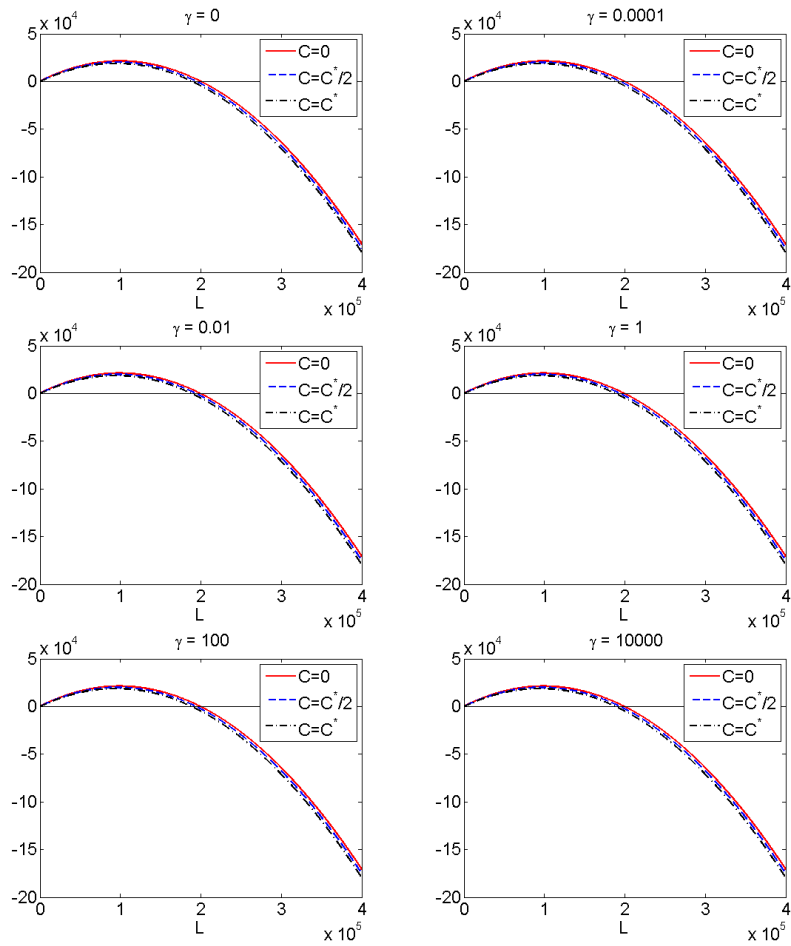 γ = 0
x 10^4
5
0
-5
-10
-15
-20
0 1 2 3 4
L
x 10^5
C=0
C=C^*/2
C=C^*
γ = 0.0001
x 10^4
5
0
-5
-10
-15
-20
0 1 2 3 4
L
x 10^5
C=0
C=C^*/2
C=C^*
γ = 0.01
x 10^4
5
0
-5
-10
-15
-20
0 1 2 3 4
L
x 10^5
C=0
C=C^*/2
C=C^*
γ = 1
x 10^4
5
0
-5
-10
-15
-20
0 1 2 3 4
L
x 10^5
C=0
C=C^*/2
C=C^*
γ = 100
x 10^4
5
0
-5
-10
-15
-20
0 1 2 3 4
L
x 10^5
C=0
C=C^*/2
C=C^*
γ = 10000
x 10^4
5
0
-5
-10
-15
-20
0 1 2 3 4
L
x 10^5
C=0
C=C^*/2
C=C^*